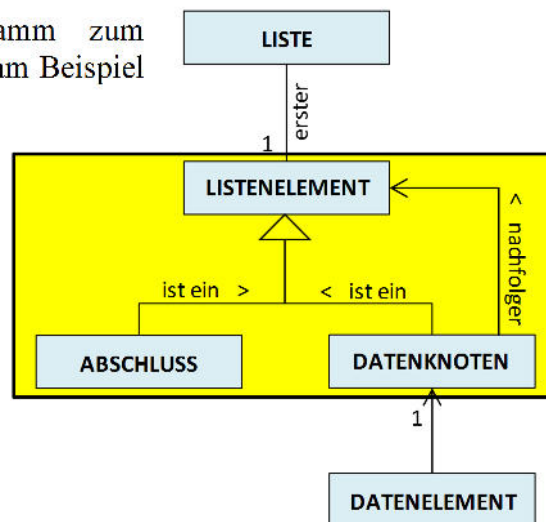 amm zum
am Beispiel
LISTE
erster
1
LISTENELEMENT
< nachfolger
ist ein >
< ist ein
ABSCHLUSS
DATENKNOTEN
1
DATENELEMENT